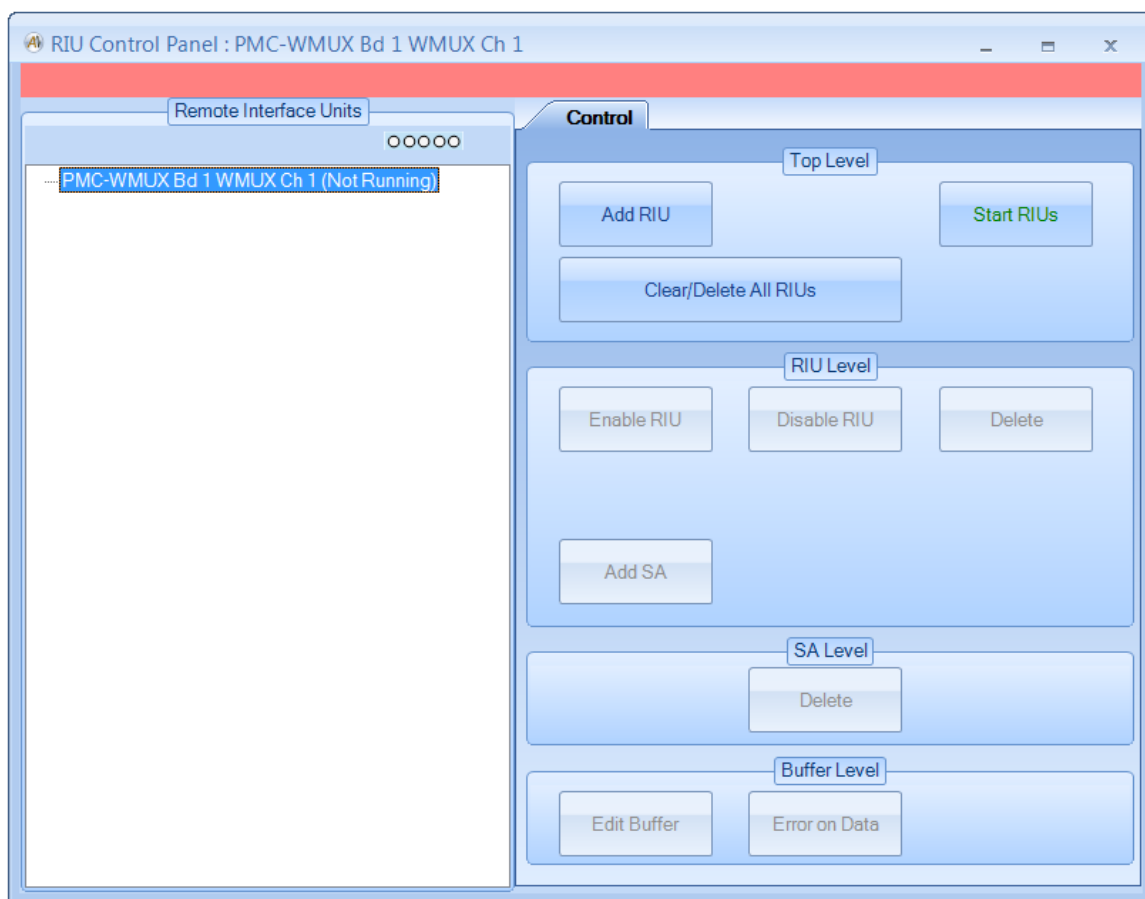 RIU Control Panel : PMC-WMUX Bd 1 WMUX Ch 1
Remote Interface Units
PMC-WMUX Bd 1 WMUX Ch 1 (Not Running)
Control
Top Level
Add RIU
Start RIUs
Clear/Delete All RIUs
RIU Level
Enable RIU
Disable RIU
Delete
Add SA
SA Level
Delete
Buffer Level
Edit Buffer
Error on Data